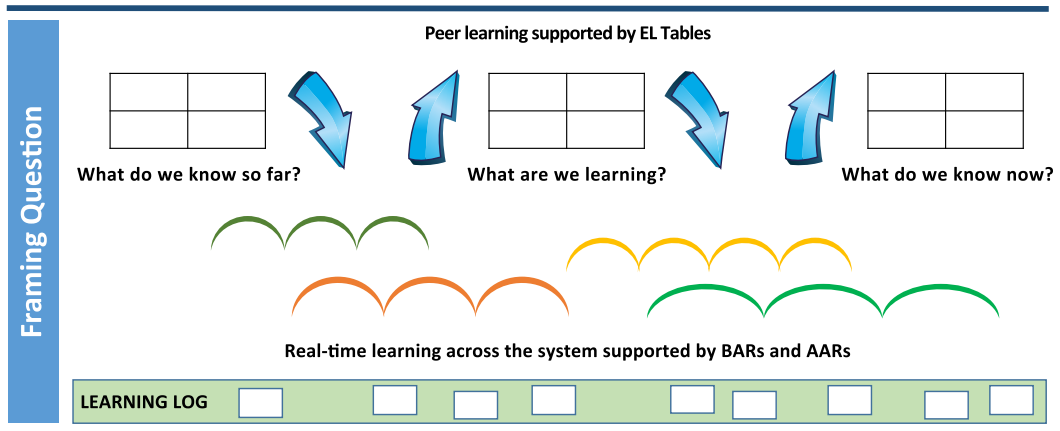 Framing Question
Peer learning supported by EL Tables
What do we know so far?
What are we learning?
What do we know now?
Real-time learning across the system supported by BARs and AARs
LEARNING LOG